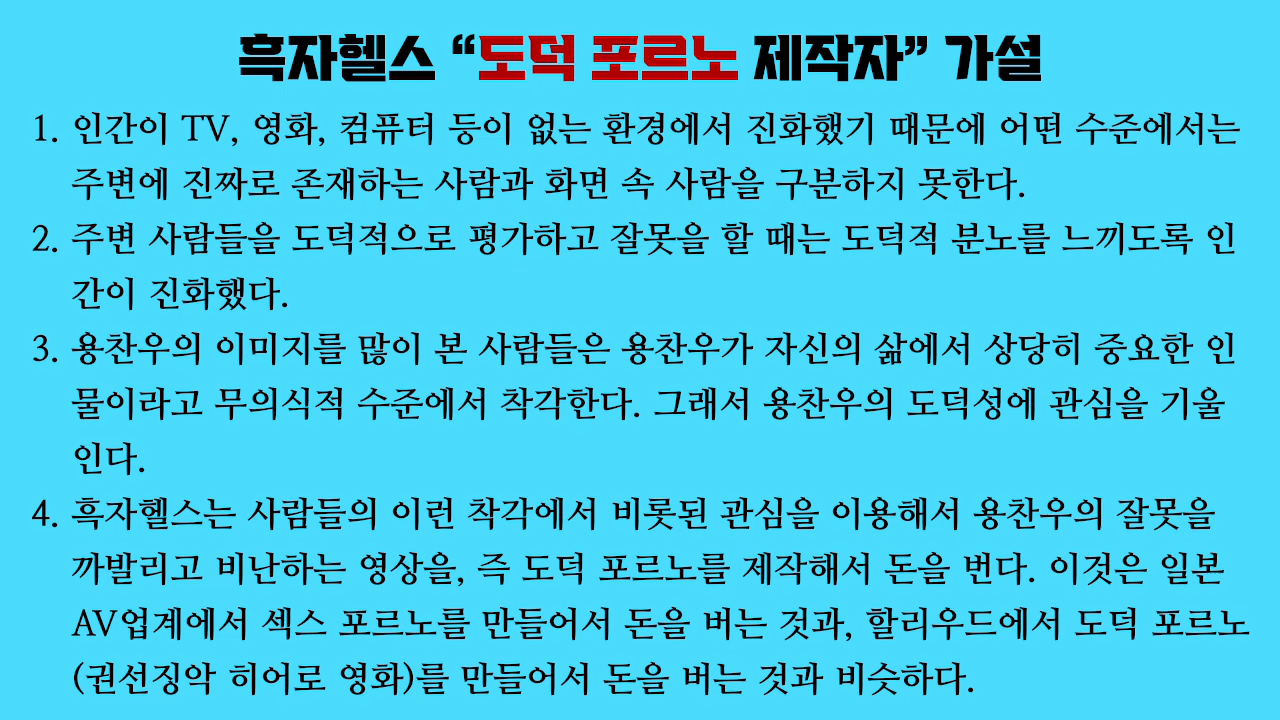 흑자헬스 “도덕 포르노 제작자” 가설
1. 인간이 TV, 영화, 컴퓨터 등이 없는 환경에서 진화했기 때문에 어떤 수준에서는
주변에 진짜로 존재하는 사람과 화면 속 사람을 구분하지 못한다.
2. 주변 사람들을 도덕적으로 평가하고 잘못을 할 때는 도덕적 분노를 느끼도록 인
간이 진화했다.
3. 용찬우의 이미지를 많이 본 사람들은 용찬우가 자신의 삶에서 상당히 중요한 인
물이라고 무의식적 수준에서 착각한다. 그래서 용찬우의 도덕성에 관심을 기울
인다.
4. 흑자헬스는 사람들의 이런 착각에서 비롯된 관심을 이용해서 용찬우의 잘못을
까발리고 비난하는 영상을, 즉 도덕 포르노를 제작해서 돈을 번다. 이것은 일본
AV업계에서 섹스 포르노를 만들어서 돈을 버는 것과, 할리우드에서 도덕 포르노
(권선징악 히어로 영화)를 만들어서 돈을 버는 것과 비슷하다.